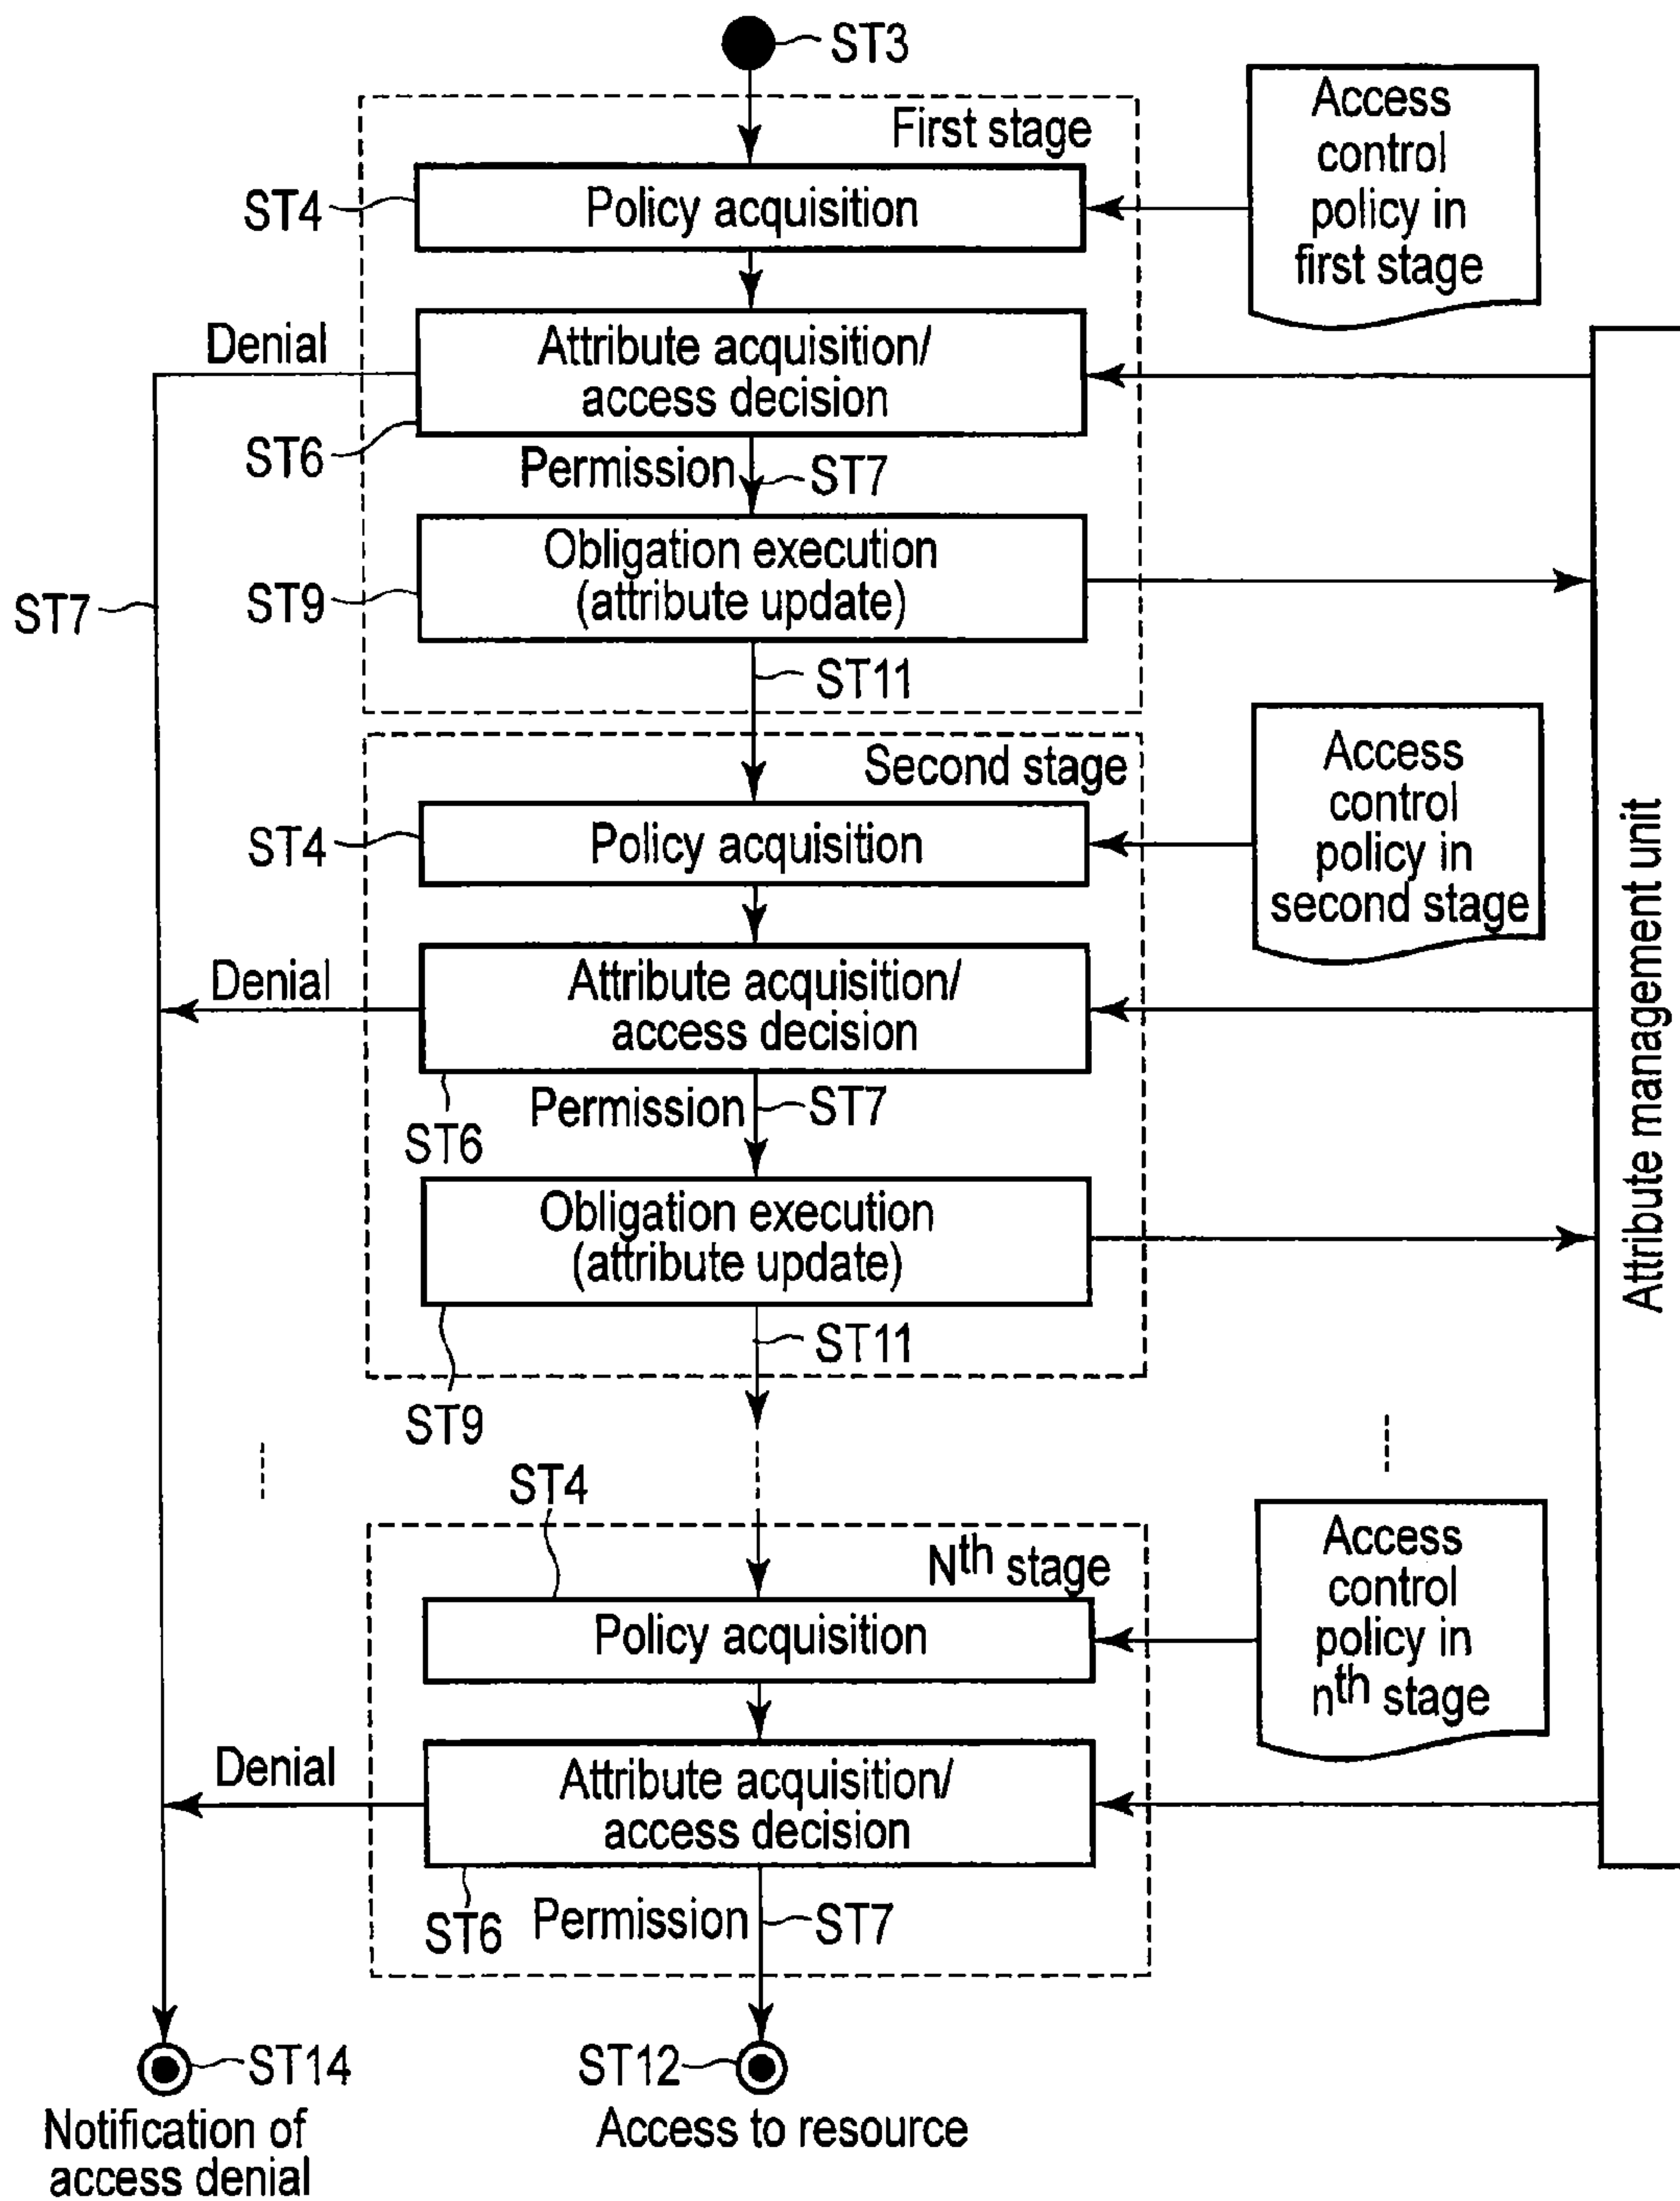 ST3
First stage
Access
control
policy in
first stage
ST4
Policy acquisition
Denial
Attribute acquisition/
access decision
ST6
Permission
ST7
Obligation execution
(attribute update)
ST9
ST7
ST11
Second stage
Access
control
policy in
second stage
Attribute management unit
ST4
Policy acquisition
Denial
Attribute acquisition/
access decision
Permission
ST7
ST6
Obligation execution
(attribute update)
ST11
ST9
ST4
Nth stage
Access
control
policy in
nth stage
Policy acquisition
Denial
Attribute acquisition/
access decision
ST6
Permission
ST7
ST14
ST12
Notification of
access denial
Access to resource